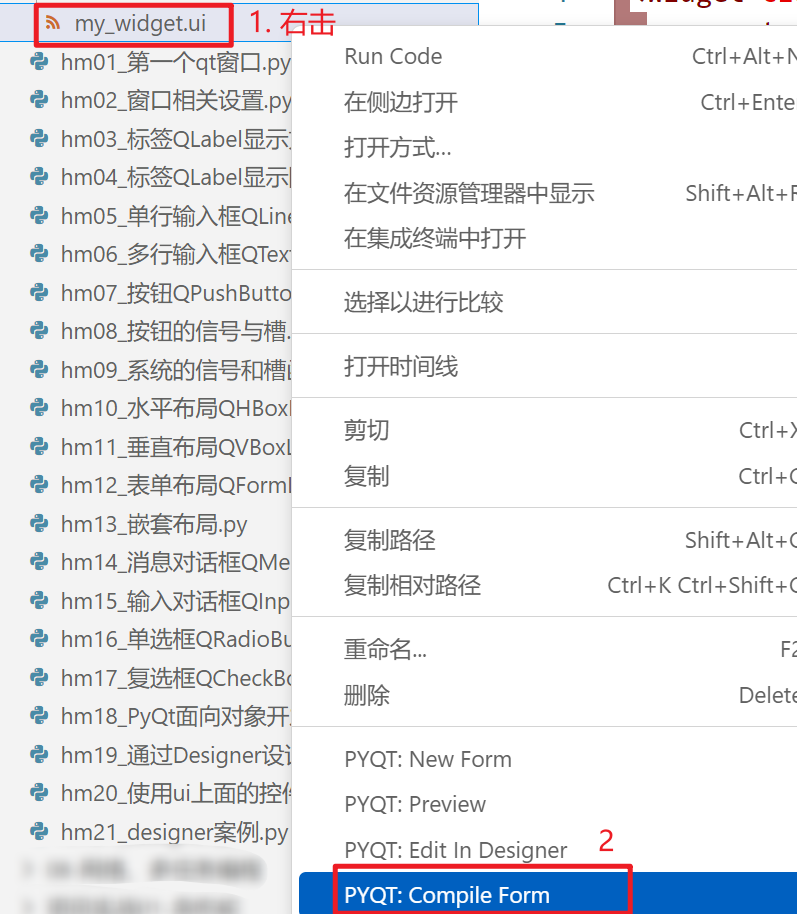 my_widget.ui
1. 右击
hm01_第一个qt窗口.py
hm02_窗口相关设置.py
hm03_标签QLabel显示
hm04_标签QLabel显示
hm05_单行输入框QLine
hm06_多行输入框QText
hm07_按钮QPushButto
hm08_按钮的信号与槽.
hm09_系统的信号和槽
hm10_水平布局QHBox
hm11_垂直布局QVBoxL
hm12_表单布局QForm
hm13_嵌套布局.py
hm14_消息对话框QMe
hm15_输入对话框QInp
hm16_单选框QRadioBu
hm17_复选框QCheckBo
hm18_PyQt面向对象开
hm19_通过Designer设
hm20_使用ui上面的控件
hm21_designer案例.py
Run Code Ctrl+Alt+N
在侧边打开 Ctrl+Ente
打开方式...
在文件资源管理器中显示 Shift+Alt+R
在集成终端中打开
选择以进行比较
打开时间线
剪切 Ctrl+X
复制 Ctrl+C
复制路径 Shift+Alt+C
复制相对路径 Ctrl+K Ctrl+Shift+C
重命名... F2
删除 Delete
PYQT: New Form
PYQT: Preview
PYQT: Edit In Designer
2
PYQT: Compile Form